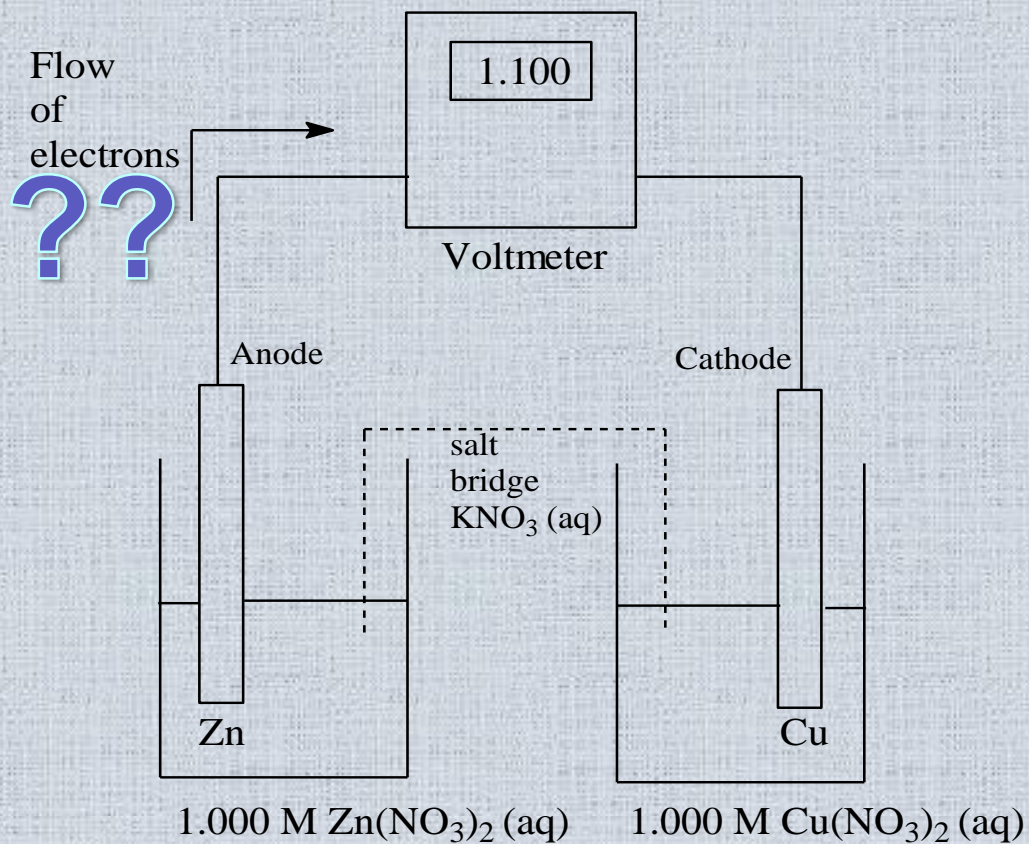 Flow
of
electrons
??
1.100
Voltmeter
Anode
Cathode
salt
bridge
KNO₃ (aq)
Zn
Cu
1.000 M Zn(NO₃)₂ (aq)
1.000 M Cu(NO₃)₂ (aq)